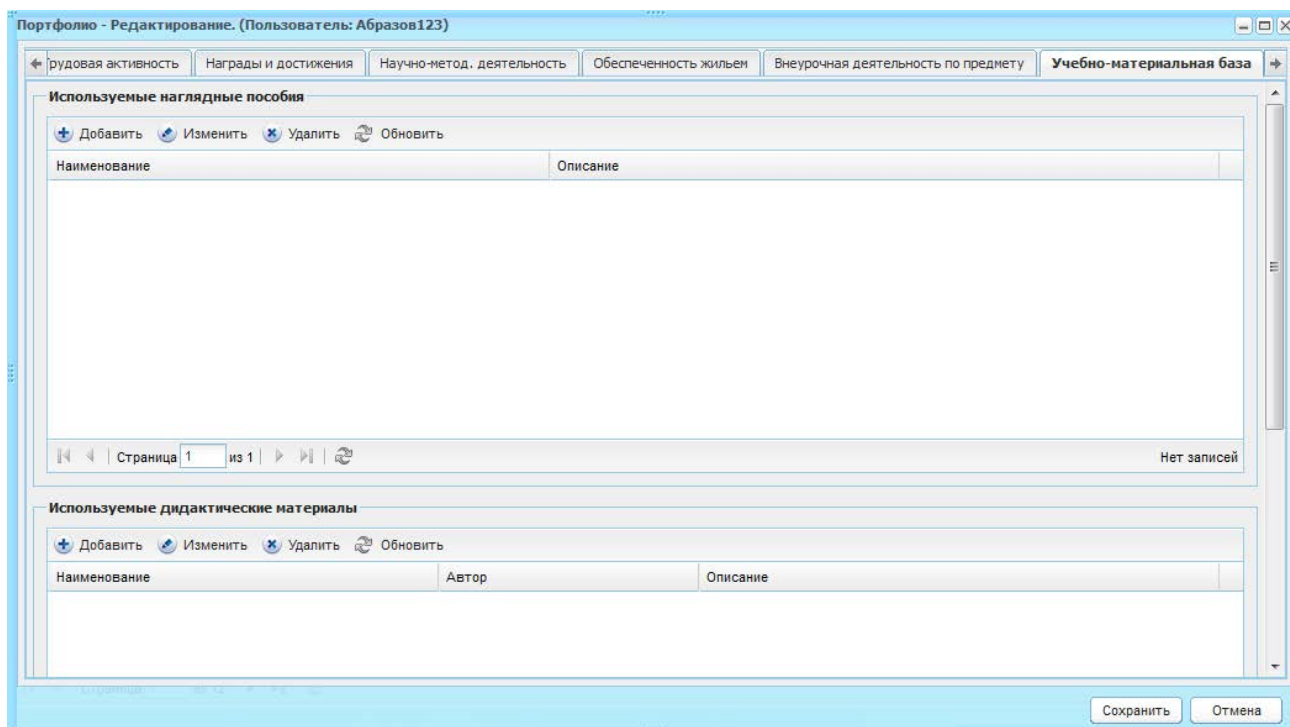 Портфолио - Редактирование. (Пользователь: Абразов123)
рудовая активность Награды и достижения Научно-метод. деятельность Обеспеченность жильем Внеурочная деятельность по предмету Учебно-материальная база
Используемые наглядные пособия
Добавить Изменить Удалить Обновить
Наименование Описание
Страница 1 из 1 Нет записей
Используемые дидактические материалы
Добавить Изменить Удалить Обновить
Наименование Автор Описание
Сохранить Отмена